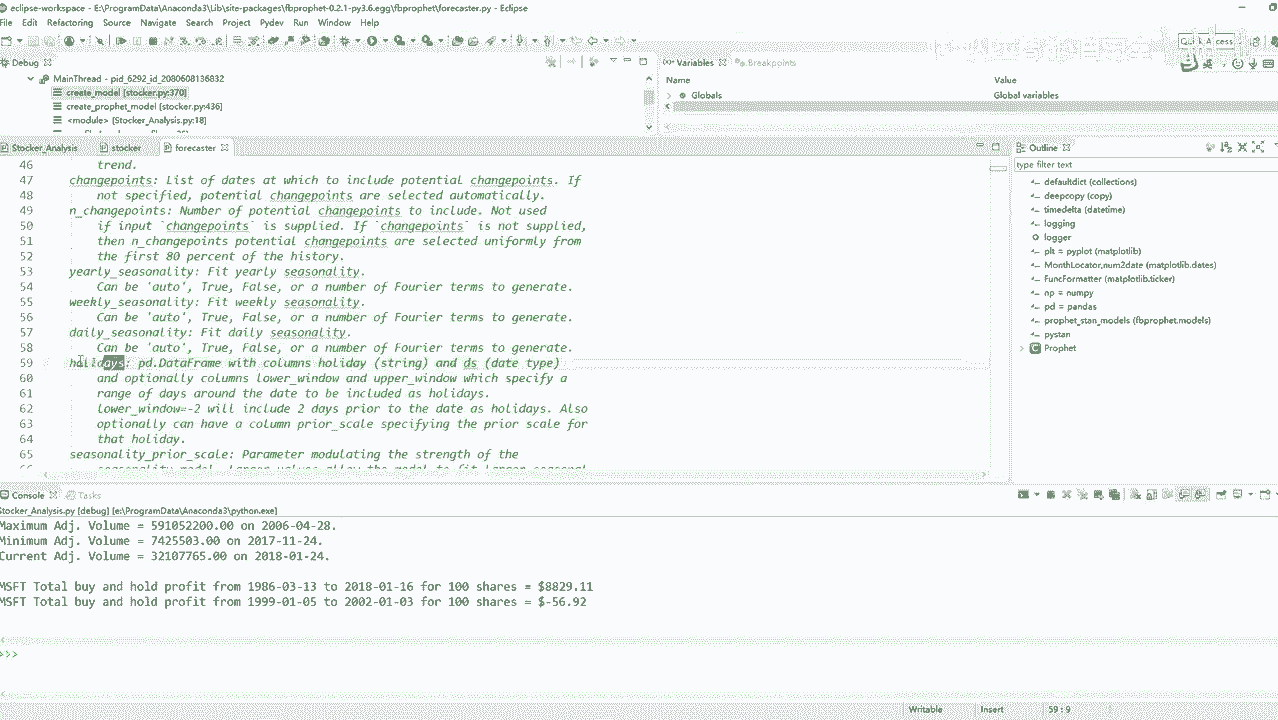 eclipse-workspace - E:\ProgramData\Anaconda3\Lib\site-packages\fbprophet-0.2.1-py3.6.egg\fbprophet\forecaster.py - Eclipse
File Edit Refactoring Source Navigate Search Project Pydev Run Window Help
Access
Debug
MainThread - pid_6292_id_2080608136832
create_model [stocker.py:370]
create_prophet_model [stocker.py:436]
<module> [Stocker_Analysis.py:18]
Variables Breakpoints
Name Value
Globals Global variables
Stocker_Analysis stocker forecaster
46 trend.
47 changepoints: List of dates at which to include potential changepoints. If
48 not specified, potential changepoints are selected automatically.
49 n_changepoints: Number of potential changepoints to include. Not used
50 if input `changepoints` is supplied. If `changepoints` is not supplied,
51 then n_changepoints potential changepoints are selected uniformly from
52 the first 80 percent of the history.
53 yearly_seasonality: Fit yearly seasonality.
54 Can be 'auto', True, False, or a number of Fourier terms to generate.
55 weekly_seasonality: Fit weekly seasonality.
56 Can be 'auto', True, False, or a number of Fourier terms to generate.
57 daily_seasonality: Fit daily seasonality.
58 Can be 'auto', True, False, or a number of Fourier terms to generate.
59 holidays: pd.DataFrame with columns holiday (string) and ds (date type)
60 and optionally columns lower_window and upper_window which specify a
61 range of days around the date to be included as holidays.
62 lower_window=-2 will include 2 days prior to the date as holidays. Also
63 optionally can have a column prior_scale specifying the prior scale for
64 that holiday.
65 seasonality_prior_scale: Parameter modulating the strength of the
Outline
type filter text
defaultdict (collections)
deepcopy (copy)
timedelta (datetime)
logging
logger
plt = pyplot (matplotlib)
MonthLocator,num2date (matplotlib.dates)
FuncFormatter (matplotlib.ticker)
np = numpy
pd = pandas
prophet_stan_models (fbprophet.models)
pystan
Prophet
Console Tasks
Stocker_Analysis.py [debug] [e:\ProgramData\Anaconda3\python.exe]
Maximum Adj. Volume = 591052200.00 on 2006-04-28.
Minimum Adj. Volume = 7425503.00 on 2017-11-24.
Current Adj. Volume = 32107765.00 on 2018-01-24.
MSFT Total buy and hold profit from 1986-03-13 to 2018-01-16 for 100 shares = $8829.11
MSFT Total buy and hold profit from 1999-01-05 to 2002-01-03 for 100 shares = $-56.92
>>>
Writable Insert 59 : 9